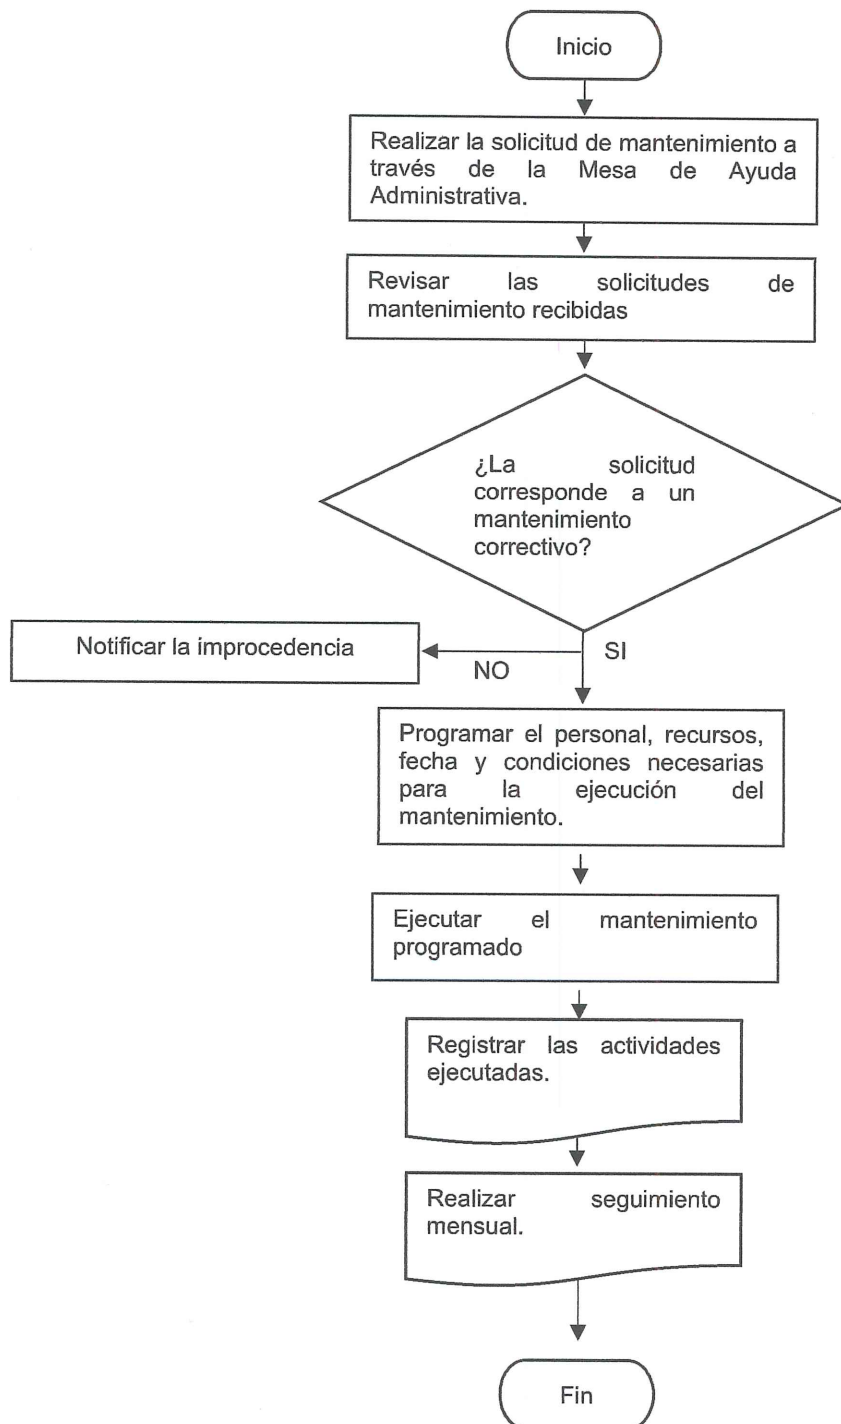 Inicio
Realizar la solicitud de mantenimiento a
través de la Mesa de Ayuda
Administrativa.
Revisar las solicitudes de
mantenimiento recibidas
¿La solicitud
corresponde a un
mantenimiento
correctivo?
Notificar la improcedencia
NO
SI
Programar el personal, recursos,
fecha y condiciones necesarias
para la ejecución del
mantenimiento.
Ejecutar el mantenimiento
programado
Registrar las actividades
ejecutadas.
Realizar seguimiento
mensual.
Fin